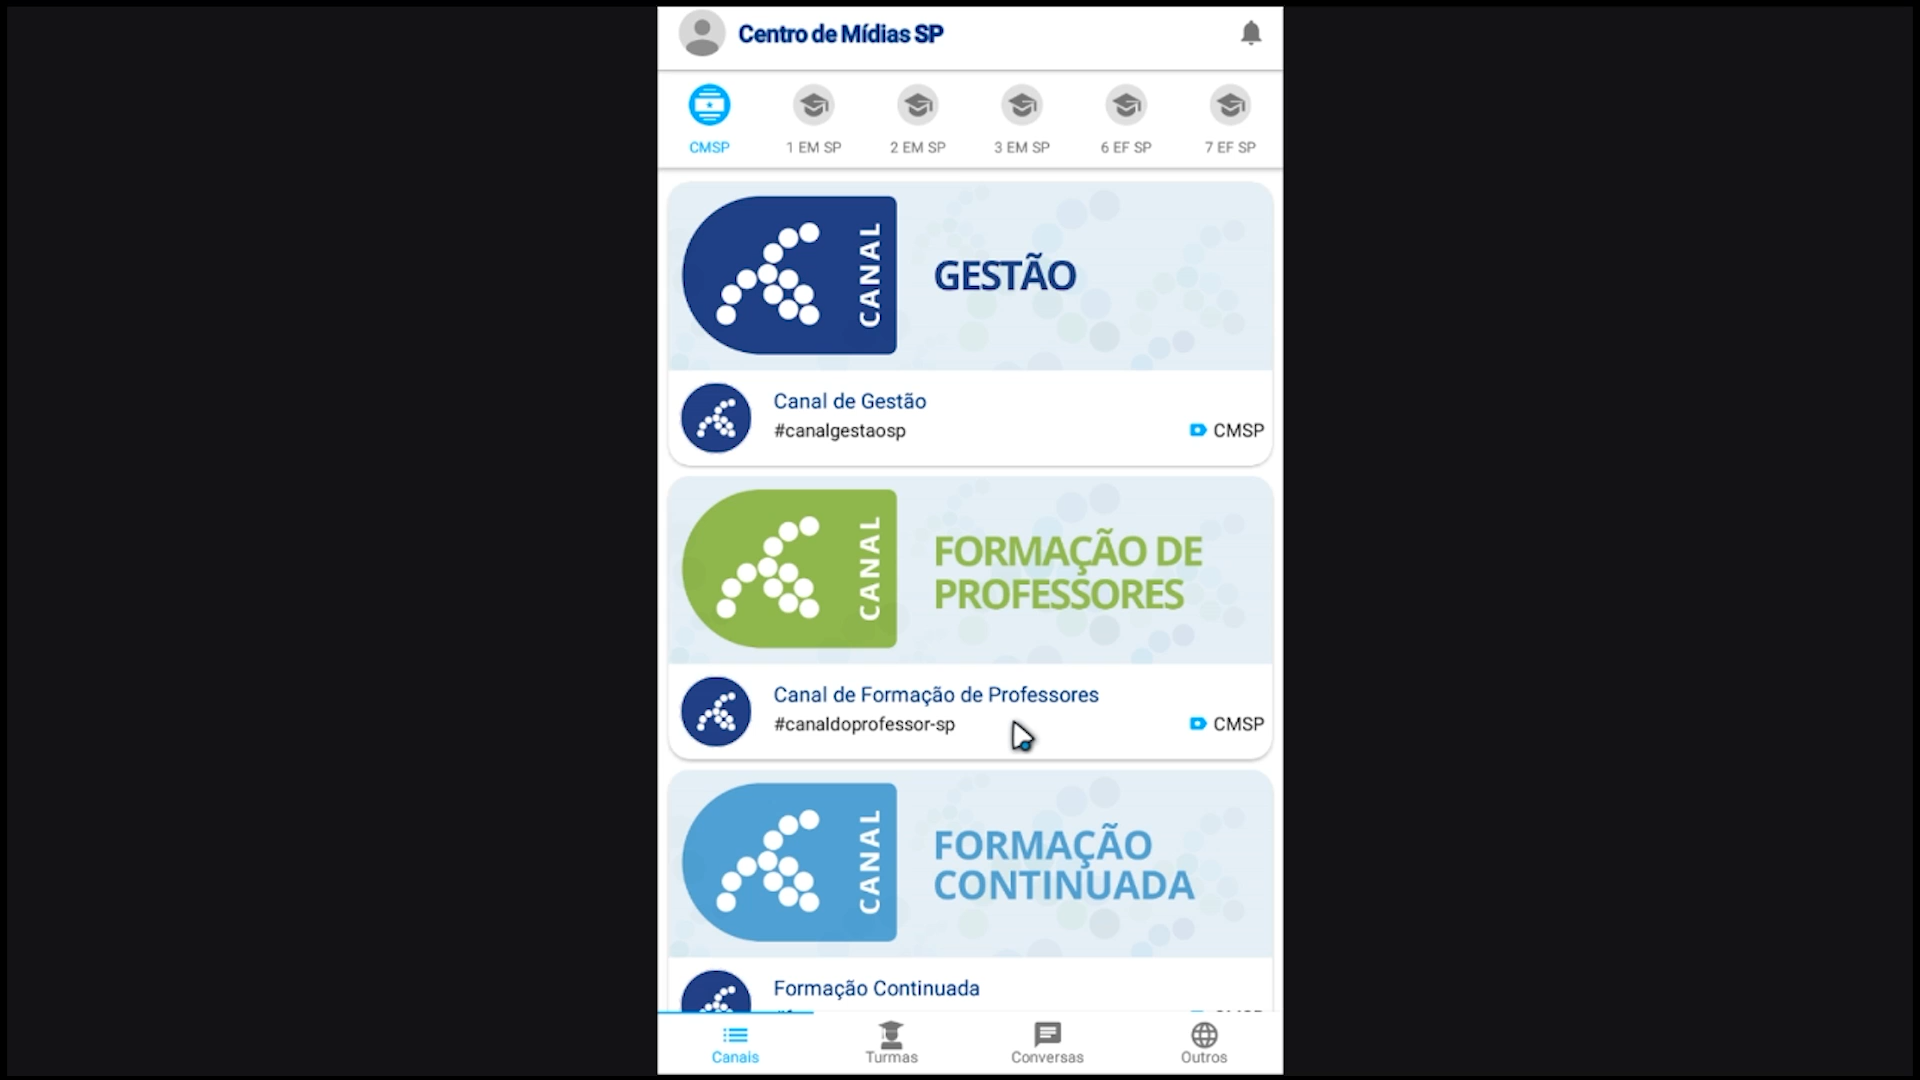 Centro de Mídias SP
CMSP
1 EM SP
2 EM SP
3 EM SP
6 EF SP
7 EF SP
CANAL
GESTÃO
Canal de Gestão
#canalgestaosp
CMSP
CANAL
FORMAÇÃO DE
PROFESSORES
Canal de Formação de Professores
#canaldoprofessor-sp
CMSP
CANAL
FORMAÇÃO
CONTINUADA
Formação Continuada
Canais
Turmas
Conversas
Outros